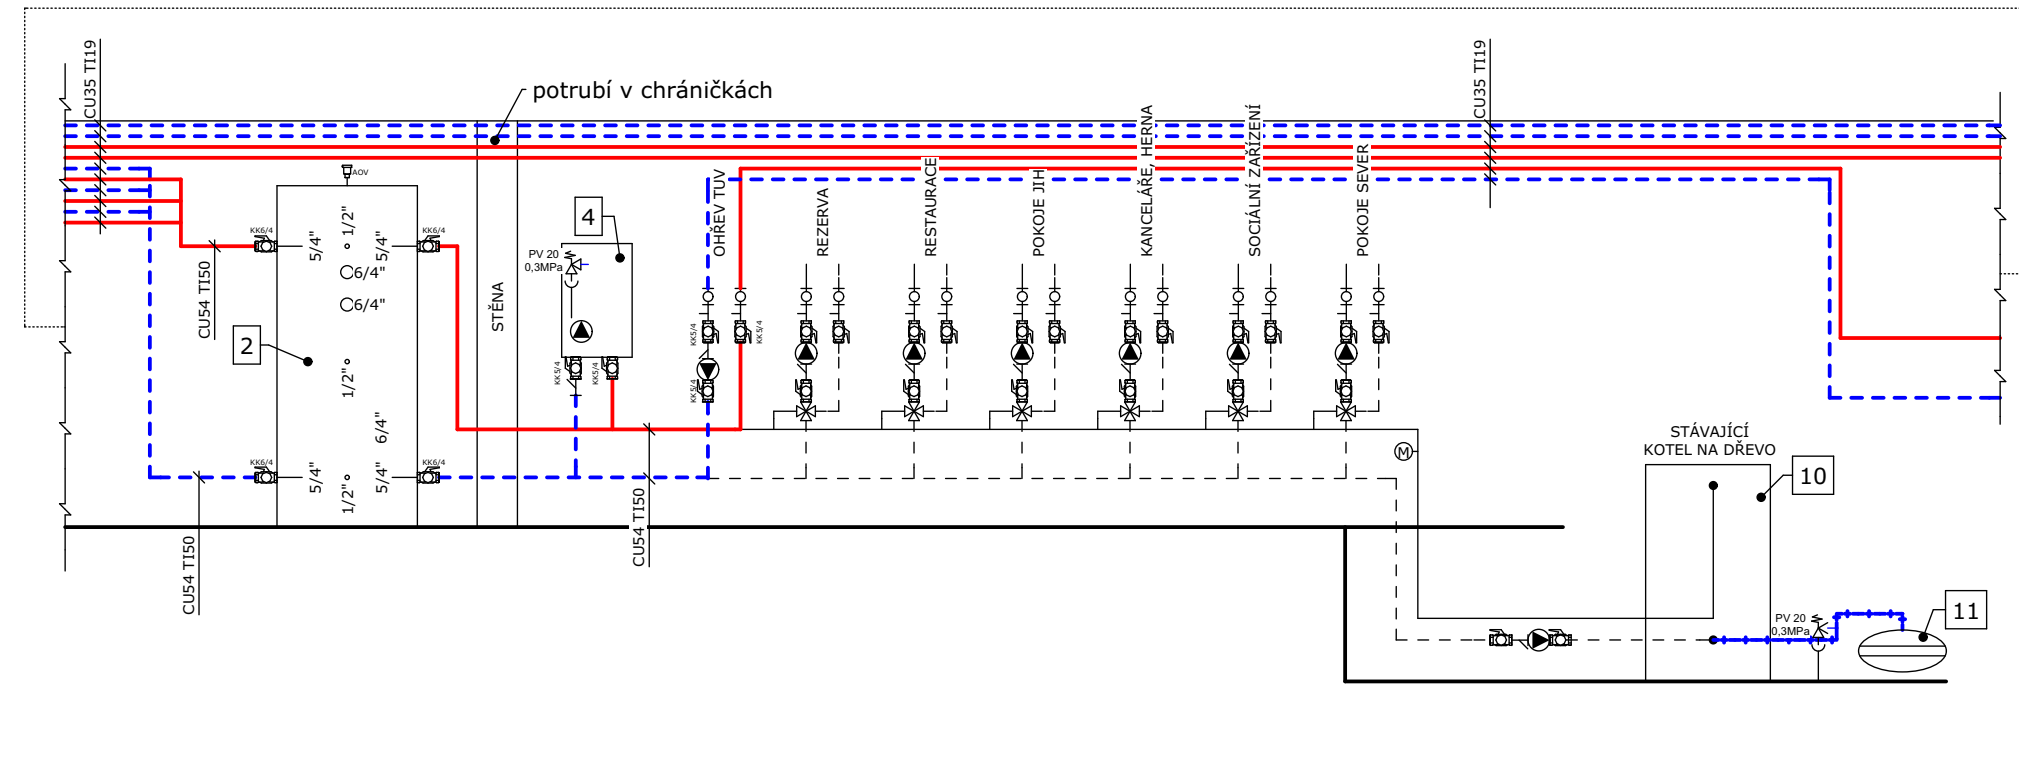 CU35 TI19
potrubí v chráničkách
CU35 TI19
AOV
KK6/4
5/4"
1/2"
5/4"
KK6/4
6/4"
6/4"
CU54 TI50
2
1/2"
6/4"
KK6/4
5/4"
1/2"
5/4"
KK6/4
CU54 TI50
STĚNA
4
PV 20
0,3MPa
KK5/4
KK5/4
CU54 TI50
OHŘEV TUV
KK5/4
KK5/4
KK5/4
REZERVA
RESTAURACE
POKOJE JIH
KANCELÁŘE, HERNA
SOCIÁLNÍ ZAŘÍZENÍ
POKOJE SEVER
M
STÁVAJÍCÍ
KOTEL NA DŘEVO
10
PV 20
0,3MPa
11